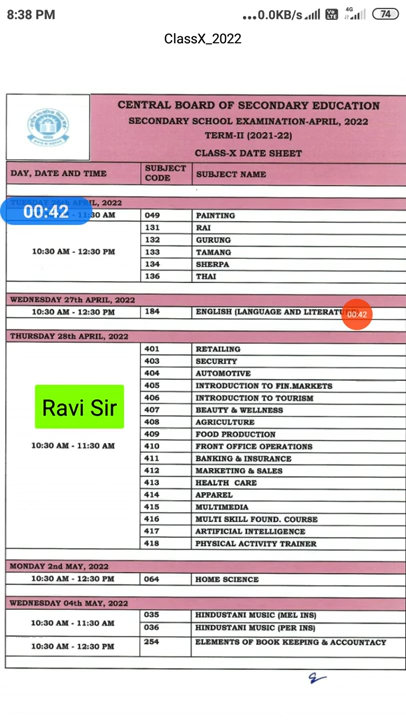 8:38 PM
...0.0KB/s 4G 74
ClassX_2022
CENTRAL BOARD OF SECONDARY EDUCATION
SECONDARY SCHOOL EXAMINATION-APRIL, 2022
TERM-II (2021-22)
CLASS-X DATE SHEET
DAY, DATE AND TIME SUBJECT CODE SUBJECT NAME
APRIL, 2022
00:42 11:30 AM 049 PAINTING
10:30 AM - 12:30 PM
131 RAI
132 GURUNG
133 TAMANG
134 SHERPA
136 THAI
WEDNESDAY 27th APRIL, 2022
10:30 AM - 12:30 PM 184 ENGLISH (LANGUAGE AND 00:42
THURSDAY 28th APRIL, 2022
Ravi Sir
10:30 AM - 11:30 AM
401 RETAILING
403 SECURITY
404 AUTOMOTIVE
405 INTRODUCTION TO FIN.MARKETS
406 INTRODUCTION TO TOURISM
407 BEAUTY & WELLNESS
408 AGRICULTURE
409 FOOD PRODUCTION
410 FRONT OFFICE OPERATIONS
411 BANKING & INSURANCE
412 MARKETING & SALES
413 HEALTH CARE
414 APPAREL
415 MULTIMEDIA
416 MULTI SKILL FOUND. COURSE
417 ARTIFICIAL INTELLIGENCE
418 PHYSICAL ACTIVITY TRAINER
MONDAY 2nd MAY, 2022
10:30 AM - 12:30 PM 064 HOME SCIENCE
WEDNESDAY 04th MAY, 2022
10:30 AM - 11:30 AM
035 HINDUSTANI MUSIC (MEL INS)
036 HINDUSTANI MUSIC (PER INS)
10:30 AM - 12:30 PM 254 ELEMENTS OF BOOK KEEPING & ACCOUNTACY